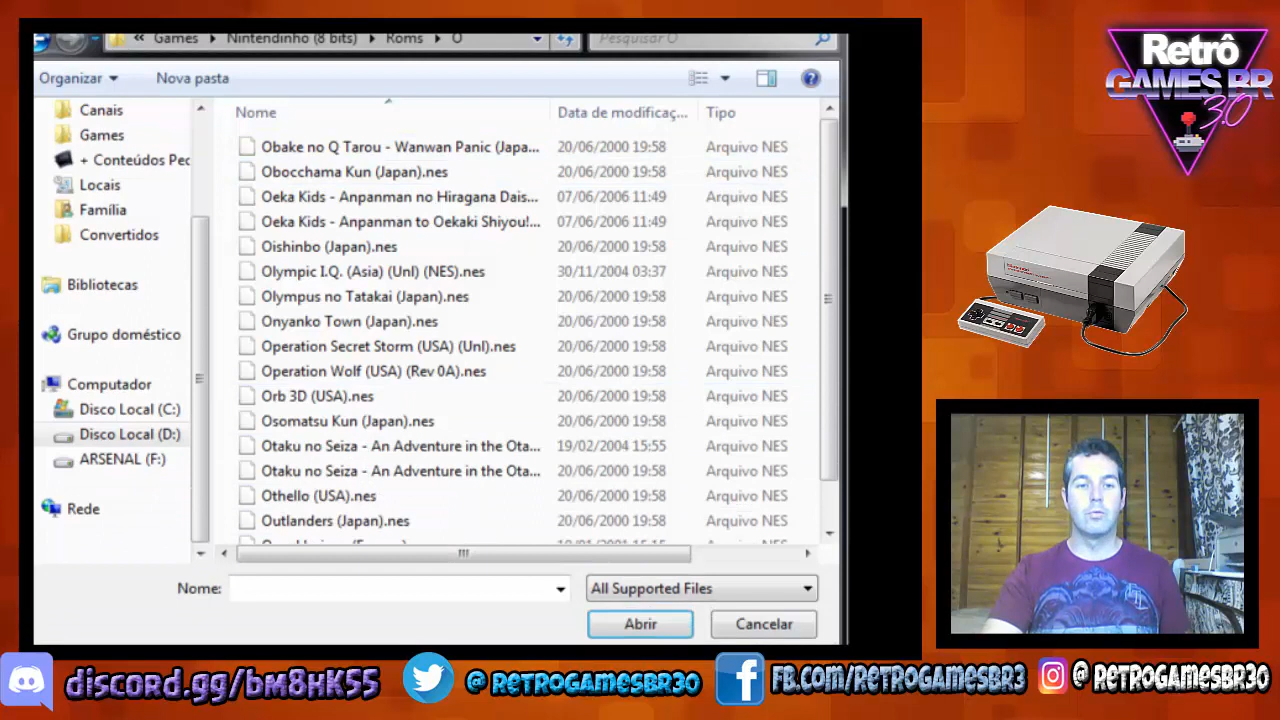 Games Nintendinho (8 bits) Roms O Pesquisar O
Organizar Nova pasta
Nome Data de modificaç... Tipo
Canais
Games
+ Conteúdos Pec
Locais
Família
Convertidos
Bibliotecas
Grupo doméstico
Computador
Disco Local (C:)
Disco Local (D:)
ARSENAL (F:)
Rede
Obake no Q Tarou - Wanwan Panic (Japa... 20/06/2000 19:58 Arquivo NES
Obocchama Kun (Japan).nes 20/06/2000 19:58 Arquivo NES
Oeka Kids - Anpanman no Hiragana Dais... 07/06/2006 11:49 Arquivo NES
Oeka Kids - Anpanman to Oekaki Shiyou!... 07/06/2006 11:49 Arquivo NES
Oishinbo (Japan).nes 20/06/2000 19:58 Arquivo NES
Olympic I.Q. (Asia) (Unl) (NES).nes 30/11/2004 03:37 Arquivo NES
Olympus no Tatakai (Japan).nes 20/06/2000 19:58 Arquivo NES
Onyanko Town (Japan).nes 20/06/2000 19:58 Arquivo NES
Operation Secret Storm (USA) (Unl).nes 20/06/2000 19:58 Arquivo NES
Operation Wolf (USA) (Rev 0A).nes 20/06/2000 19:58 Arquivo NES
Orb 3D (USA).nes 20/06/2000 19:58 Arquivo NES
Osomatsu Kun (Japan).nes 20/06/2000 19:58 Arquivo NES
Otaku no Seiza - An Adventure in the Ota... 19/02/2004 15:55 Arquivo NES
Otaku no Seiza - An Adventure in the Ota... 20/06/2000 19:58 Arquivo NES
Othello (USA).nes 20/06/2000 19:58 Arquivo NES
Outlanders (Japan).nes 20/06/2000 19:58 Arquivo NES
Nome: All Supported Files
Abrir Cancelar
Retrô
GAMES BR
3.0
discord.gg/bm8hK55 @RETROGAMESBR30 FB.COM/RETROGAMESBR3 @RETROGAMESBR30